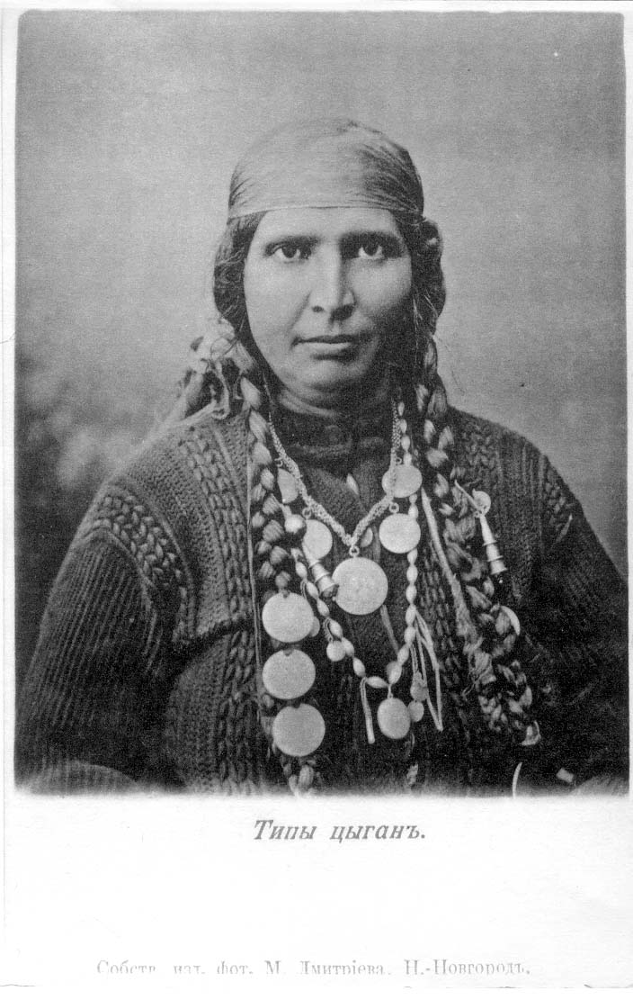 Типы цыганъ.
Собств. изд. фот. М. Дмитріева. Н.-Новгородъ.